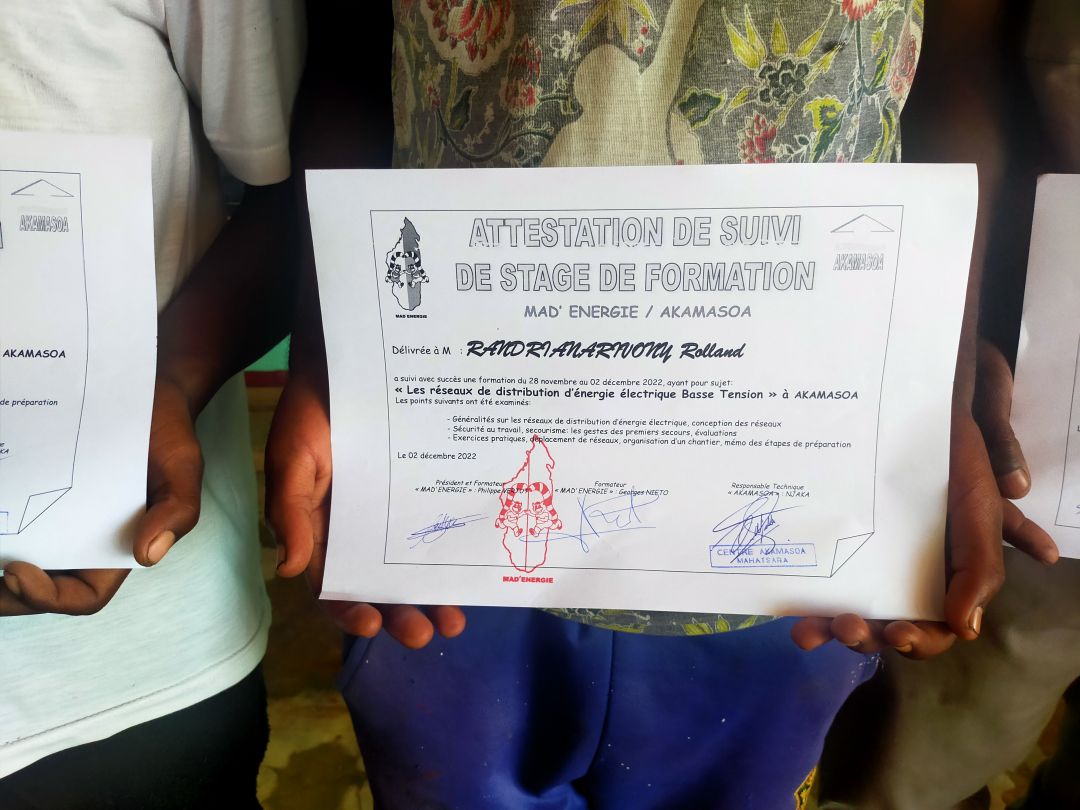 AKAMASOA
AKAMASOA
de préparation
ATTESTATION DE SUIVI
DE STAGE DE FORMATION
MAD' ENERGIE / AKAMASOA
MAD' ENERGIE
AKAMASOA
Délivrée à M : RANDRIANARIVONY Rolland
a suivi avec succès une formation du 28 novembre au 02 décembre 2022, ayant pour sujet:
« Les réseaux de distribution d'énergie électrique Basse Tension » à AKAMASOA
Les points suivants ont été examinés:
- Généralités sur les réseaux de distribution d'énergie électrique, conception des réseaux
- Sécurité au travail, secourisme: les gestes des premiers secours, évaluations
- Exercices pratiques, déplacement de réseaux, organisation d'un chantier, mémo des étapes de préparation
Le 02 décembre 2022
Président et Formateur
« MAD' ENERGIE » : Philippe
Formateur
« MAD' ENERGIE » : Georges NIETO
Responsable Technique
« AKAMASOA » : NJAKA
CENTRE AKAMASOA
MAHATSARA
MAD'ENERGIE